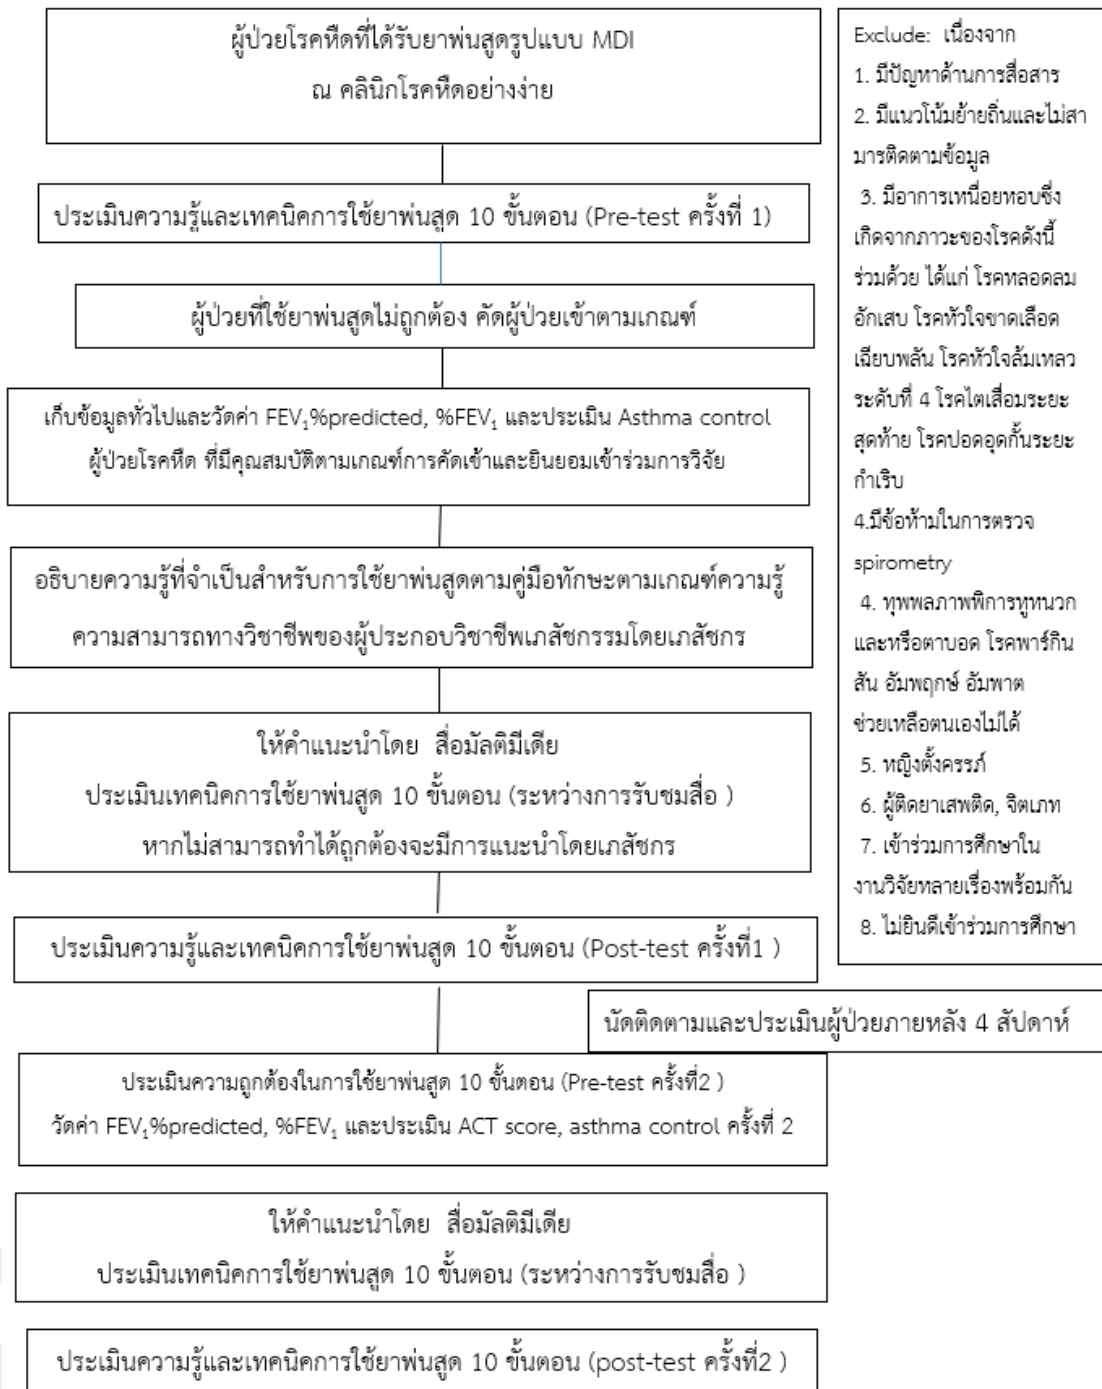 ผู้ป่วยโรคหืดที่ได้รับยาพ่นสูดรูปแบบ MDI
ณ คลินิกโรคหืดอย่างง่าย
ประเมินความรู้และเทคนิคการใช้ยาพ่นสูด 10 ขั้นตอน (Pre-test ครั้งที่ 1)
ผู้ป่วยที่ใช้ยาพ่นสูดไม่ถูกต้อง คัดผู้ป่วยเข้าตามเกณฑ์
เก็บข้อมูลทั่วไปและวัดค่า FEV₁%predicted, %FEV₁ และประเมิน Asthma control
ผู้ป่วยโรคหืด ที่มีคุณสมบัติตามเกณฑ์การคัดเข้าและยินยอมเข้าร่วมการวิจัย
อธิบายความรู้ที่จำเป็นสำหรับการใช้ยาพ่นสูดตามคู่มือทักษะตามเกณฑ์ความรู้
ความสามารถทางวิชาชีพของผู้ประกอบวิชาชีพเภสัชกรรมโดยเภสัชกร
ให้คำแนะนำโดย สื่อมัลติมีเดีย
ประเมินเทคนิคการใช้ยาพ่นสูด 10 ขั้นตอน (ระหว่างการรับชมสื่อ )
หากไม่สามารถทำได้ถูกต้องจะมีการแนะนำโดยเภสัชกร
ประเมินความรู้และเทคนิคการใช้ยาพ่นสูด 10 ขั้นตอน (Post-test ครั้งที่1 )
Exclude: เนื่องจาก
1. มีปัญหาด้านการสื่อสาร
2. มีแนวโน้มย้ายถิ่นและไม่สา
มารถติดตามข้อมูล
3. มีอาการเหนื่อยหอบซึ่ง
เกิดจากภาวะของโรคดังนี้
ร่วมด้วย ได้แก่ โรคหลอดลม
อักเสบ โรคหัวใจขาดเลือด
เฉียบพลัน โรคหัวใจล้มเหลว
ระดับที่ 4 โรคไตเสื่อมระยะ
สุดท้าย โรคปอดอุดกั้นระยะ
กำเริบ
4.มีข้อห้ามในการตรวจ
spirometry
4. ทุพพลภาพพิการหูหนวก
และหรือตาบอด โรคพาร์กิน
สัน อัมพฤกษ์ อัมพาต
ช่วยเหลือตนเองไม่ได้
5. หญิงตั้งครรภ์
6. ผู้ติดยาเสพติด, จิตเภท
7. เข้าร่วมการศึกษาใน
งานวิจัยหลายเรื่องพร้อมกัน
8. ไม่ยินดีเข้าร่วมการศึกษา
นัดติดตามและประเมินผู้ป่วยภายหลัง 4 สัปดาห์
ประเมินความถูกต้องในการใช้ยาพ่นสูด 10 ขั้นตอน (Pre-test ครั้งที่2 )
วัดค่า FEV₁%predicted, %FEV₁ และประเมิน ACT score, asthma control ครั้งที่ 2
ให้คำแนะนำโดย สื่อมัลติมีเดีย
ประเมินเทคนิคการใช้ยาพ่นสูด 10 ขั้นตอน (ระหว่างการรับชมสื่อ )
ประเมินความรู้และเทคนิคการใช้ยาพ่นสูด 10 ขั้นตอน (post-test ครั้งที่2 )